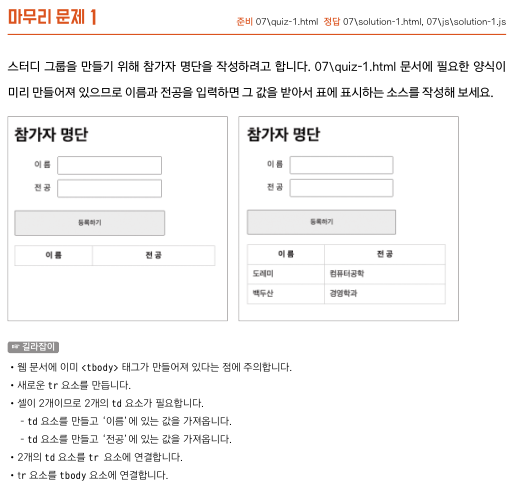 마무리 문제 1
준비 07\quiz-1.html 정답 07\solution-1.html, 07\js\solution-1.js
스터디 그룹을 만들기 위해 참가자 명단을 작성하려고 합니다. 07\quiz-1.html 문서에 필요한 양식이
미리 만들어져 있으므로 이름과 전공을 입력하면 그 값을 받아서 표에 표시하는 소스를 작성해 보세요.
참가자 명단
이 름
전 공
등록하기
이 름 전 공
참가자 명단
이 름
전 공
등록하기
이 름 전 공
도레미 컴퓨터공학
백두산 경영학과
☞ 길라잡이
• 웹 문서에 이미 <tbody> 태그가 만들어져 있다는 점에 주의합니다.
• 새로운 tr 요소를 만듭니다.
• 셀이 2개이므로 2개의 td 요소가 필요합니다.
- td 요소를 만들고 ‘이름’에 있는 값을 가져옵니다.
- td 요소를 만들고 ‘전공’에 있는 값을 가져옵니다.
• 2개의 td 요소를 tr 요소에 연결합니다.
• tr 요소를 tbody 요소에 연결합니다.